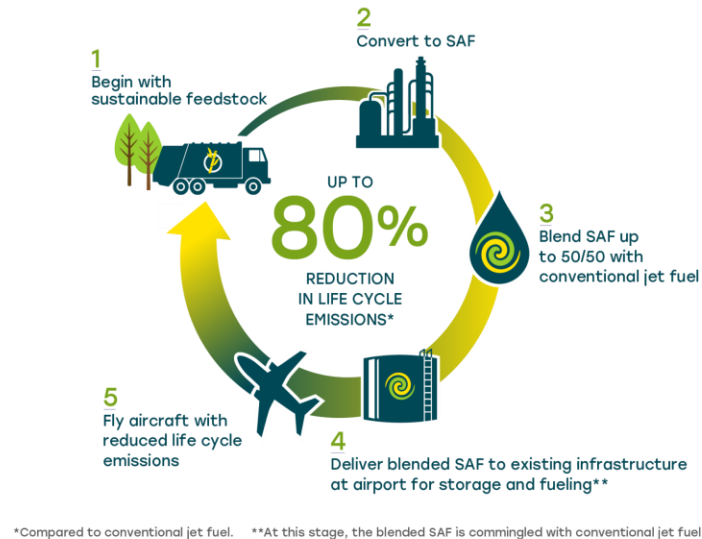 1
Begin with
sustainable feedstock
2
Convert to SAF
UP TO
80%
REDUCTION
IN LIFE CYCLE
EMISSIONS*
3
Blend SAF up
to 50/50 with
conventional jet fuel
4
Deliver blended SAF to existing infrastructure
at airport for storage and fueling**
5
Fly aircraft with
reduced life cycle
emissions
*Compared to conventional jet fuel. **At this stage, the blended SAF is commingled with conventional jet fuel